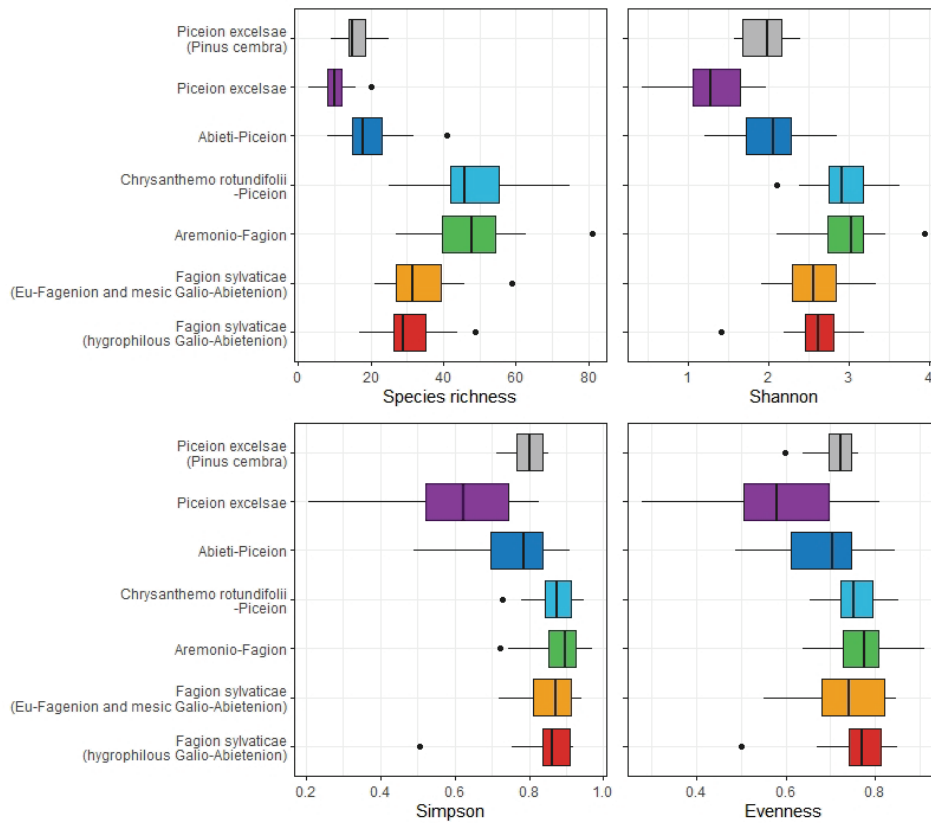 Piceion excelsae
(Pinus cembra)
Piceion excelsae
Abieti-Piceion
Chrysanthemo rotundifolii
-Piceion
Aremonio-Fagion
Fagion sylvaticae
(Eu-Fagenion and mesic Galio-Abietenion)
Fagion sylvaticae
(hygrophilous Galio-Abietenion)
0 20 40 60 80
Species richness
1 2 3 4
Shannon
Piceion excelsae
(Pinus cembra)
Piceion excelsae
Abieti-Piceion
Chrysanthemo rotundifolii
-Piceion
Aremonio-Fagion
Fagion sylvaticae
(Eu-Fagenion and mesic Galio-Abietenion)
Fagion sylvaticae
(hygrophilous Galio-Abietenion)
0.2 0.4 0.6 0.8 1.0
Simpson
0.4 0.6 0.8
Evenness